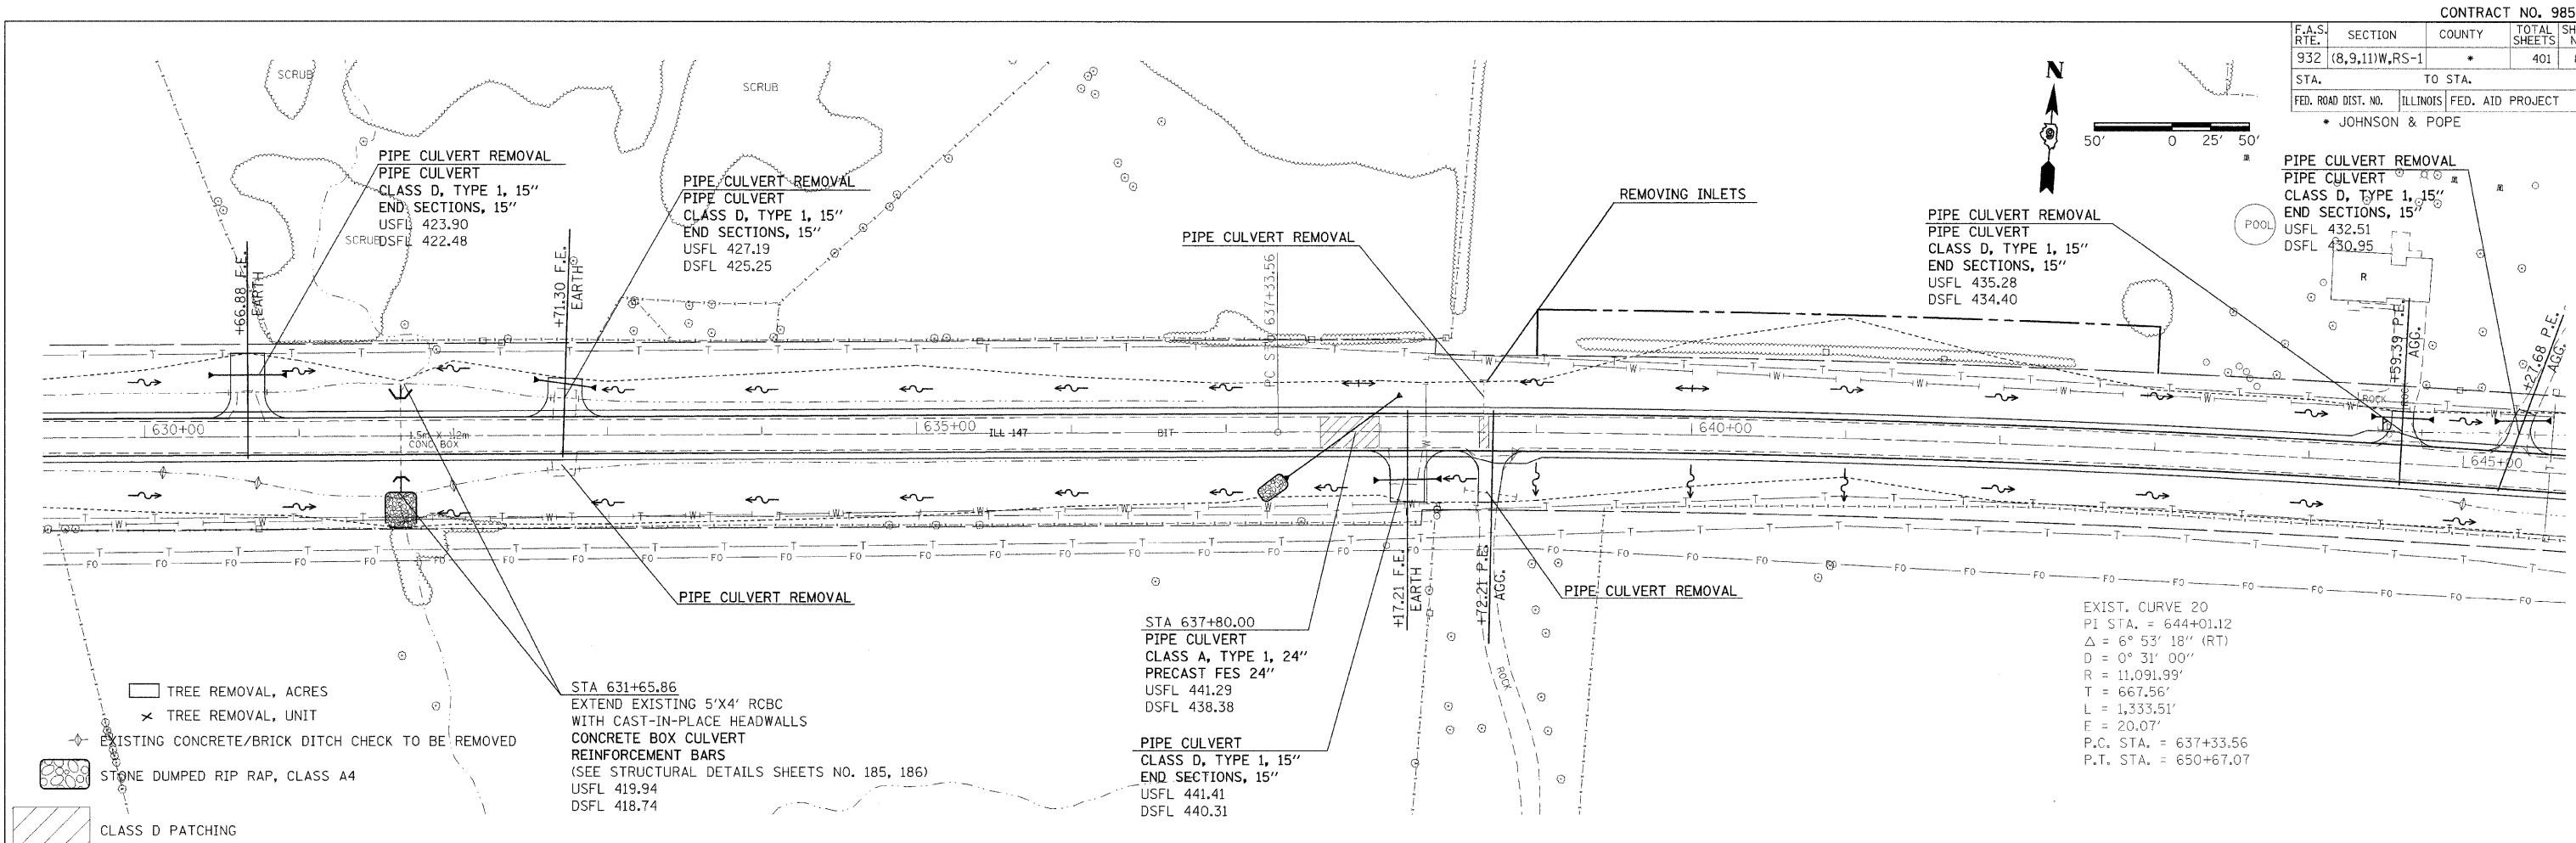 CONTRACT NO. 985
F.A.S. RTE. SECTION COUNTY TOTAL SHEETS
932 (8,9,11)W,RS-1 * 401
STA. TO STA.
FED. ROAD DIST. NO. ILLINOIS FED. AID PROJECT
* JOHNSON & POPE
N
50' 0 25' 50'
SCRUB
SCRUB
SCRUB
PIPE CULVERT REMOVAL
PIPE CULVERT
CLASS D, TYPE 1, 15"
END SECTIONS, 15"
USFL 423.90
DSFL 422.48
PIPE CULVERT REMOVAL
PIPE CULVERT
CLASS D, TYPE 1, 15"
END SECTIONS, 15"
USFL 427.19
DSFL 425.25
PIPE CULVERT REMOVAL
REMOVING INLETS
PIPE CULVERT REMOVAL
PIPE CULVERT
CLASS D, TYPE 1, 15"
END SECTIONS, 15"
USFL 435.28
DSFL 434.40
PIPE CULVERT REMOVAL
PIPE CULVERT
CLASS D, TYPE 1, 15"
END SECTIONS, 15"
USFL 432.51
DSFL 430.95
POOL
R
+66.88 F.E.
EARTH
+71.30 F.E.
EARTH
PC STA 637+33.56
+59.39 P.E.
AGG.
+27.68 P.E.
AGG.
ROCK
630+00
1.5m X 1.2m
CONC BOX
635+00
ILL 147
BIT
640+00
645+00
+17.21 F.E.
EARTH
+72.21 P.E.
AGG.
ROCK
PIPE CULVERT REMOVAL
PIPE CULVERT REMOVAL
STA 631+65.86
EXTEND EXISTING 5'X4' RCBC
WITH CAST-IN-PLACE HEADWALLS
CONCRETE BOX CULVERT
REINFORCEMENT BARS
(SEE STRUCTURAL DETAILS SHEETS NO. 185, 186)
USFL 419.94
DSFL 418.74
STA 637+80.00
PIPE CULVERT
CLASS A, TYPE 1, 24"
PRECAST FES 24"
USFL 441.29
DSFL 438.38
PIPE CULVERT
CLASS D, TYPE 1, 15"
END SECTIONS, 15"
USFL 441.41
DSFL 440.31
EXIST. CURVE 20
PI STA. = 644+01.12
Δ = 6° 53' 18" (RT)
D = 0° 31' 00"
R = 11,091.99'
T = 667.56'
L = 1,333.51'
E = 20.07'
P.C. STA. = 637+33.56
P.T. STA. = 650+67.07
TREE REMOVAL, ACRES
TREE REMOVAL, UNIT
EXISTING CONCRETE/BRICK DITCH CHECK TO BE REMOVED
STONE DUMPED RIP RAP, CLASS A4
CLASS D PATCHING